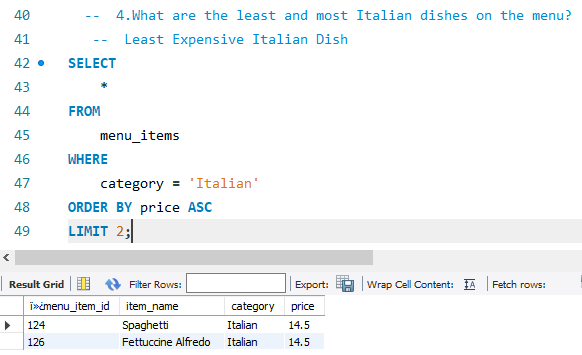 40 -- 4.What are the least and most Italian dishes on the menu?
41 -- Least Expensive Italian Dish
42 SELECT
43 *
44 FROM
45 menu_items
46 WHERE
47 category = 'Italian'
48 ORDER BY price ASC
49 LIMIT 2;
Result Grid Filter Rows: Export: Wrap Cell Content: Fetch rows:
ï»¿menu_item_id item_name category price
124 Spaghetti Italian 14.5
126 Fettuccine Alfredo Italian 14.5